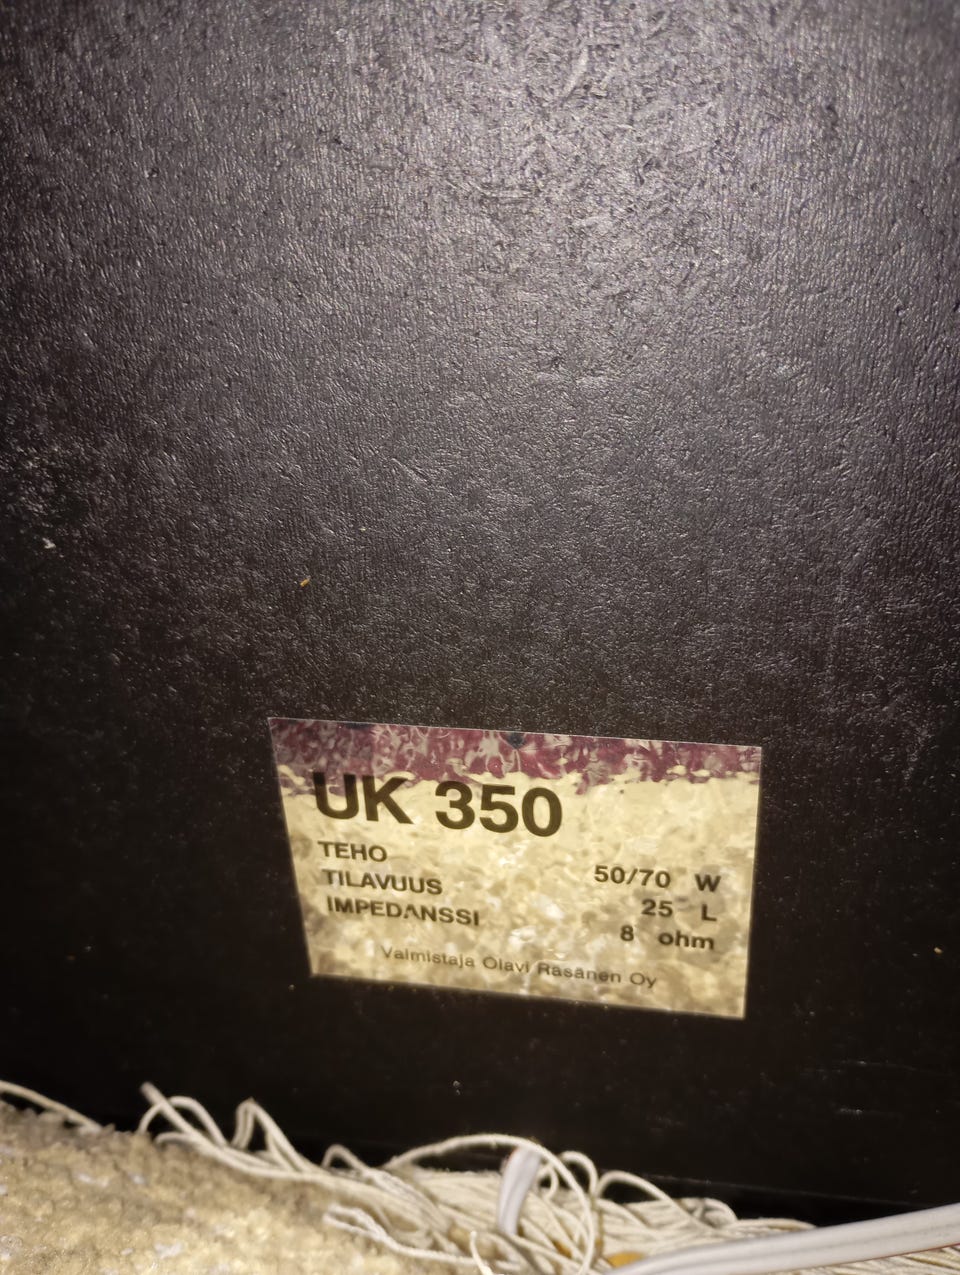 UK 350
TEHO 50/70 W
TILAVUUS 25 L
IMPEDANSSI 8 ohm
Valmistaja Olavi Räsänen Oy